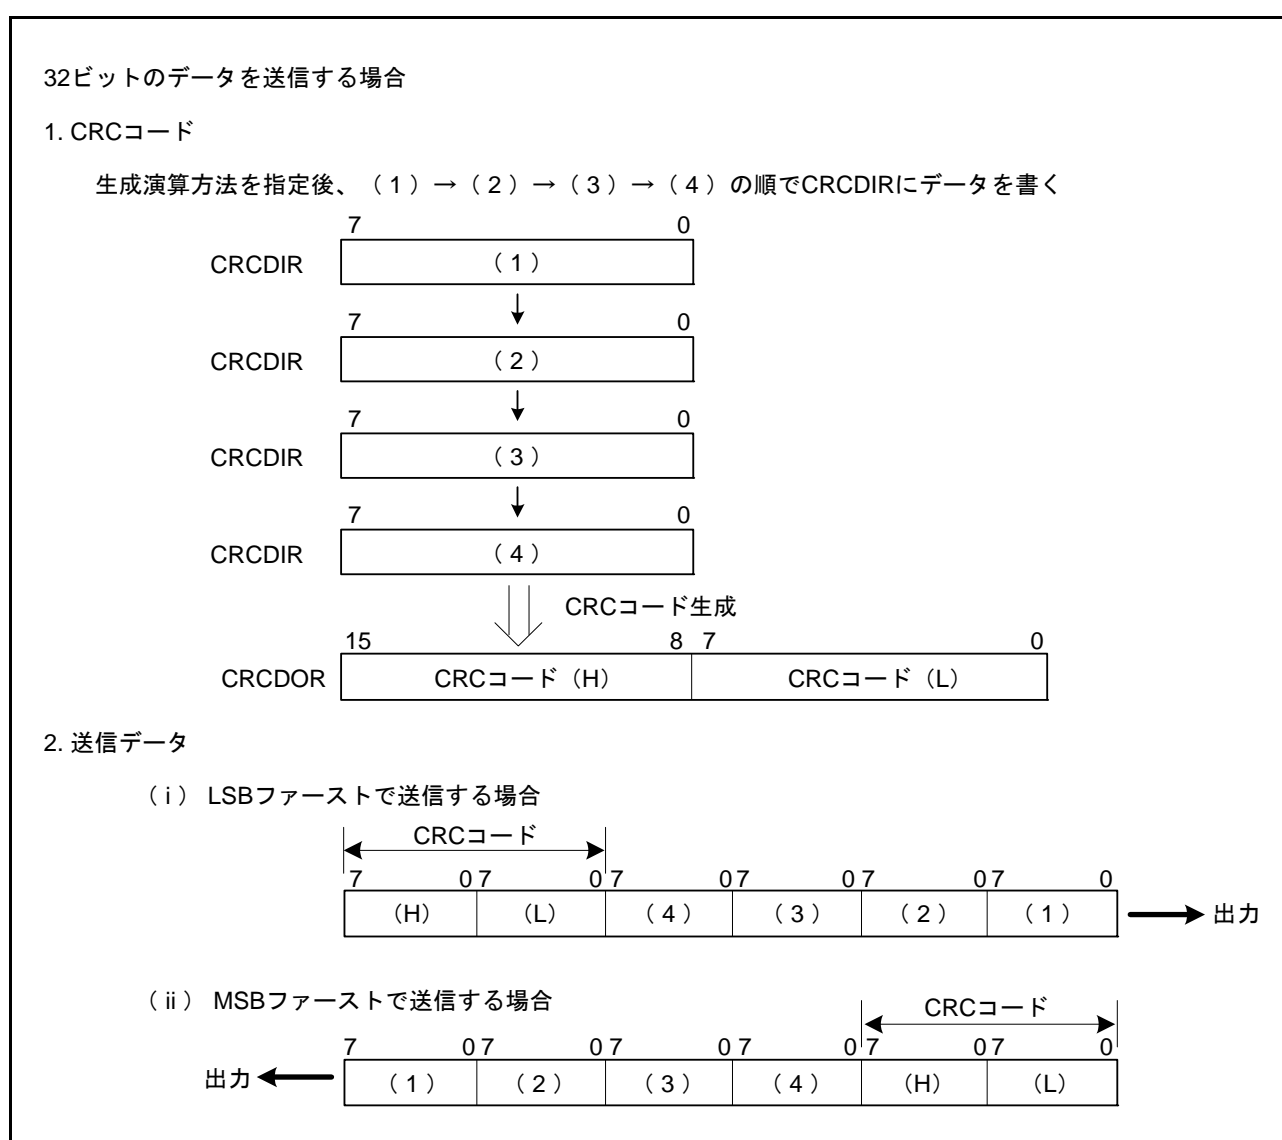 32ビットのデータを送信する場合
1. CRCコード
生成演算方法を指定後、（1）→（2）→（3）→（4）の順でCRCDIRにデータを書く
7 0
CRCDIR （1）
7 0
CRCDIR （2）
7 0
CRCDIR （3）
7 0
CRCDIR （4）
CRCコード生成
15 8 7 0
CRCDOR CRCコード（H） CRCコード（L）
2. 送信データ
（i） LSBファーストで送信する場合
CRCコード
7 0 7 0 7 0 7 0 7 0 7 0
（H） （L） （4） （3） （2） （1） 出力
（ii） MSBファーストで送信する場合
CRCコード
7 0 7 0 7 0 7 0 7 0 7 0
出力 （1） （2） （3） （4） （H） （L）